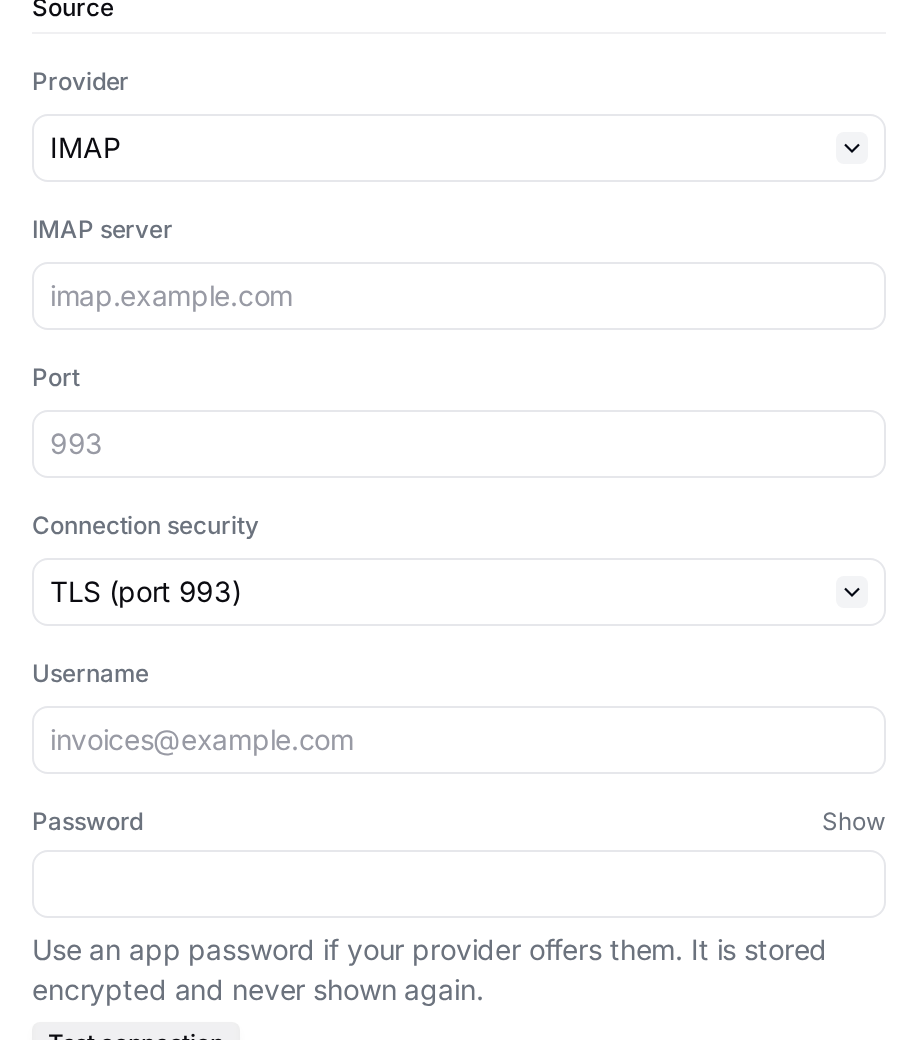 Source
Provider
IMAP
IMAP server
imap.example.com
Port
993
Connection security
TLS (port 993)
Username
invoices@example.com
Password
Show
Use an app password if your provider offers them. It is stored
encrypted and never shown again.
Test connection